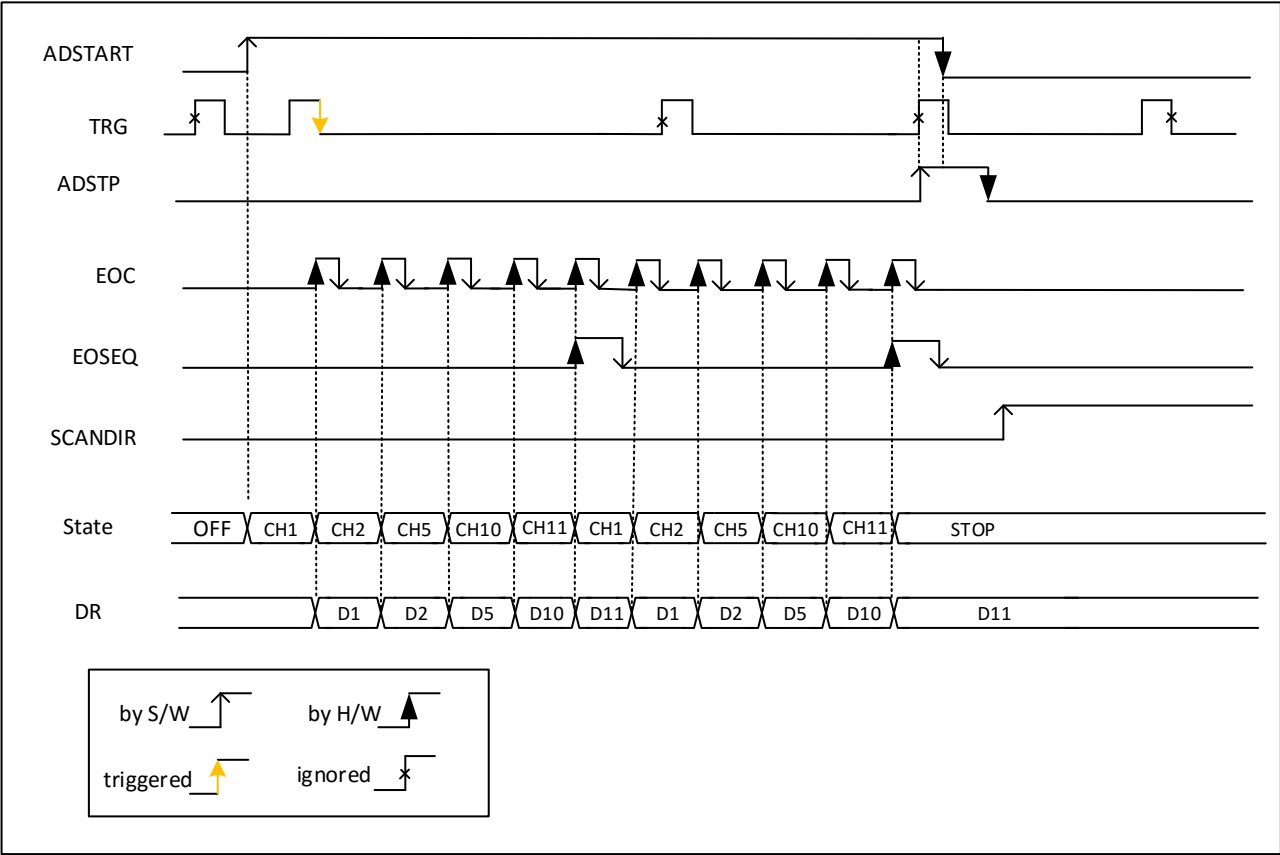 ADSTART
TRG
ADSTP
EOC
EOSEQ
SCANDIR
State OFF CH1 CH2 CH5 CH10 CH11 CH1 CH2 CH5 CH10 CH11 STOP
DR D1 D2 D5 D10 D11 D1 D2 D5 D10 D11
by S/W by H/W
triggered ignored